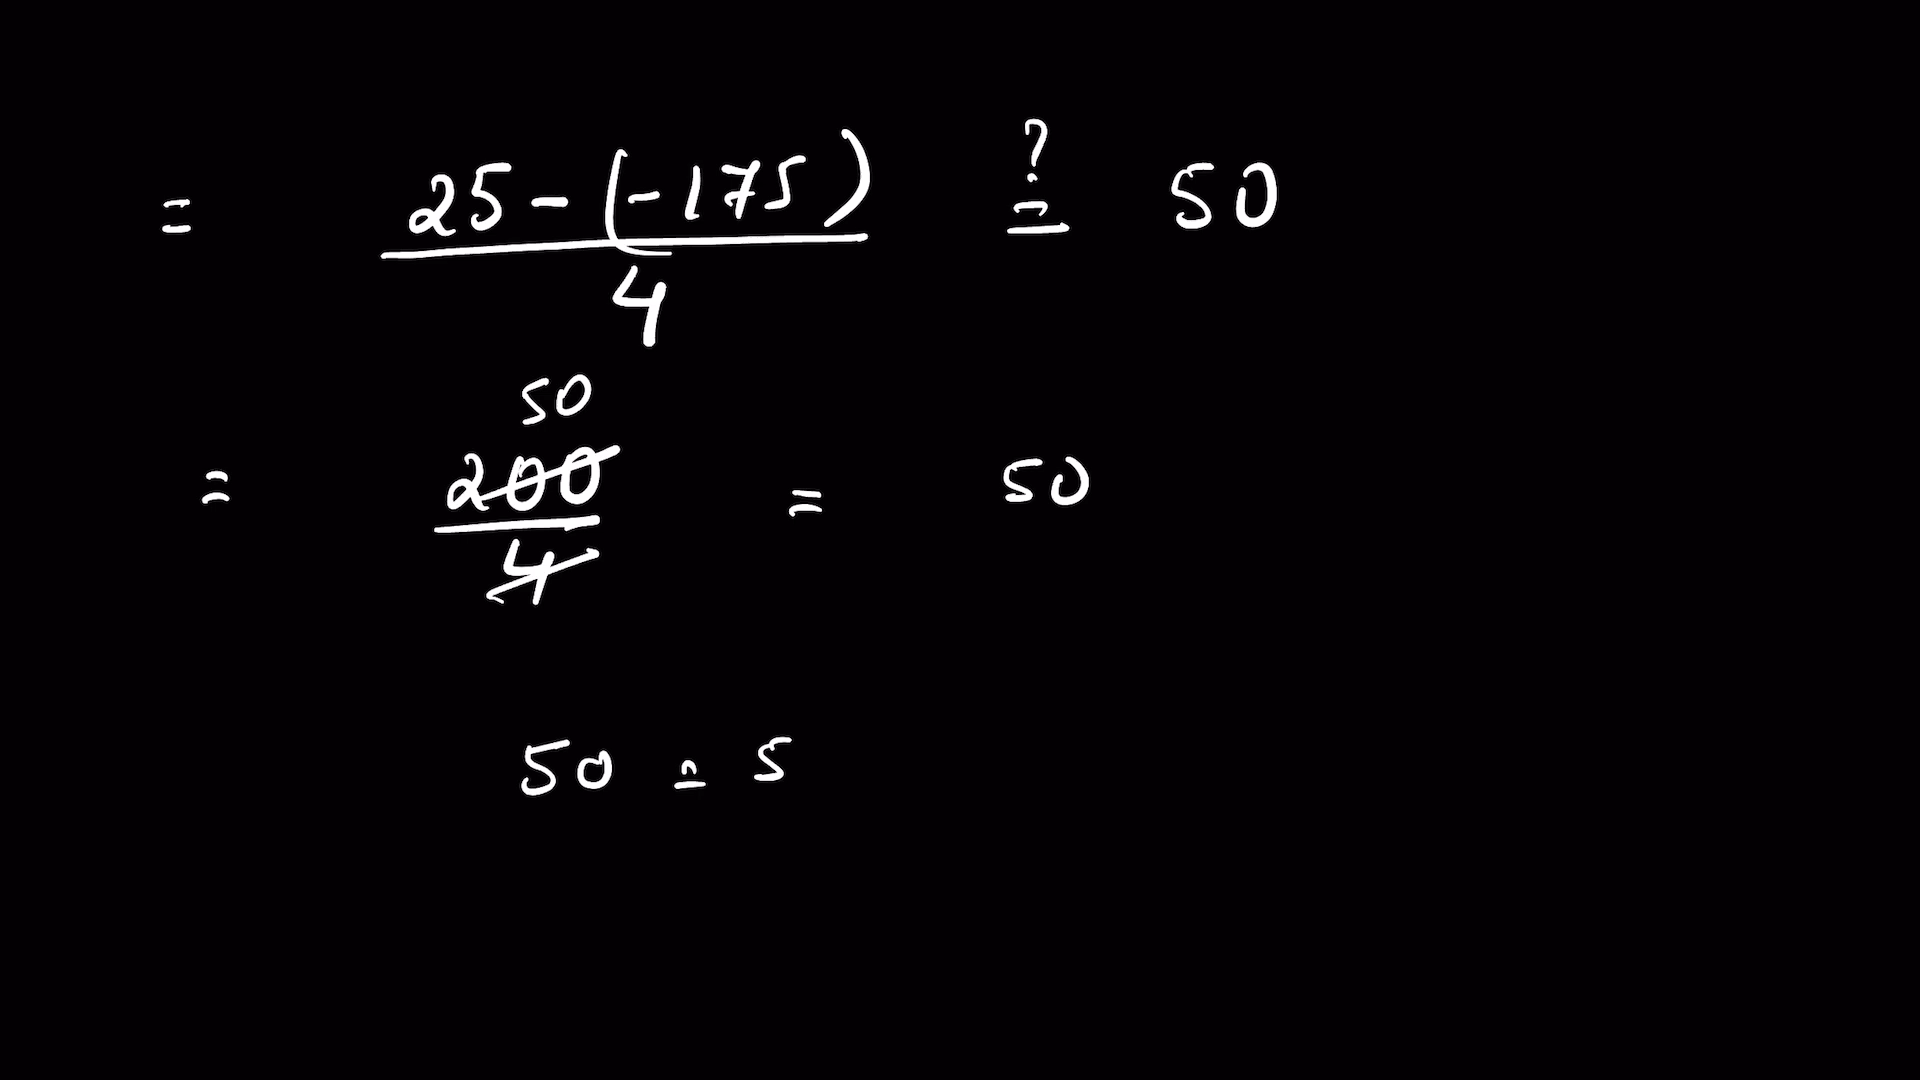 = 25 - (-175) ?= 50
4
50
= 200 = 50
4
50 = 5